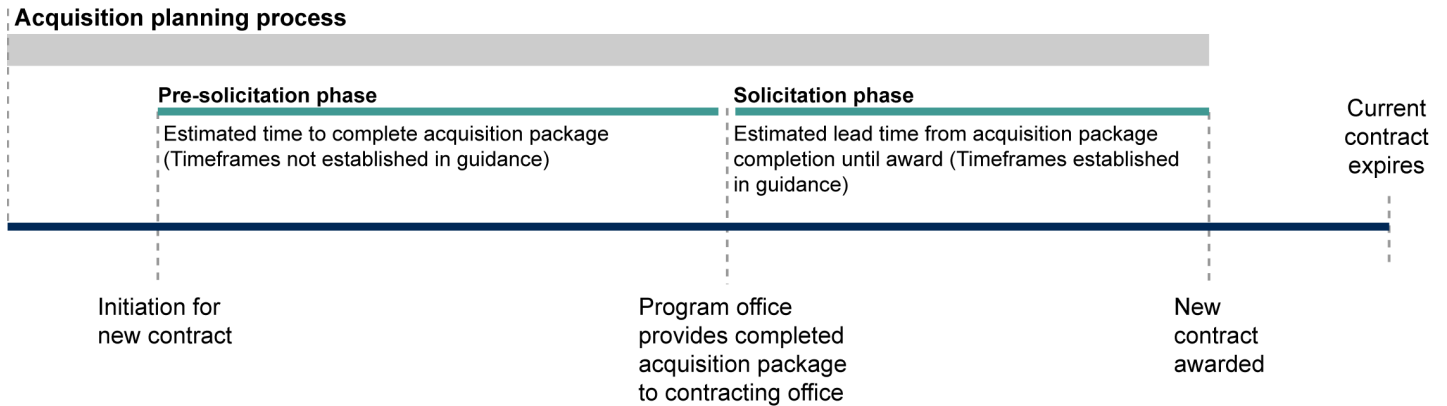 Acquisition planning process
Pre-solicitation phase
Estimated time to complete acquisition package
(Timeframes not established in guidance)
Solicitation phase
Estimated lead time from acquisition package
completion until award (Timeframes established
in guidance)
Current
contract
expires
Initiation for
new contract
Program office
provides completed
acquisition package
to contracting office
New
contract
awarded